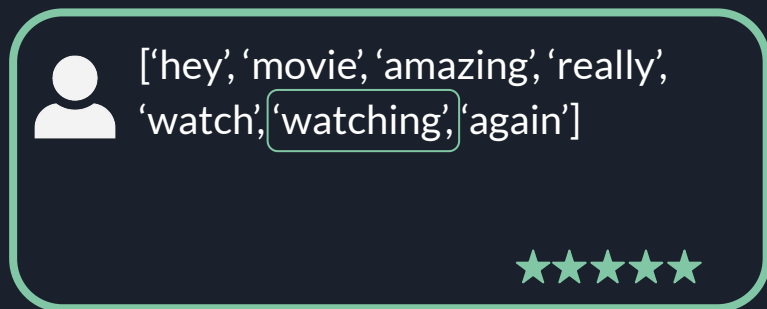 [‘hey’, ‘movie’, ‘amazing’, ‘really’,
‘watch’, ‘watching’, ‘again’]